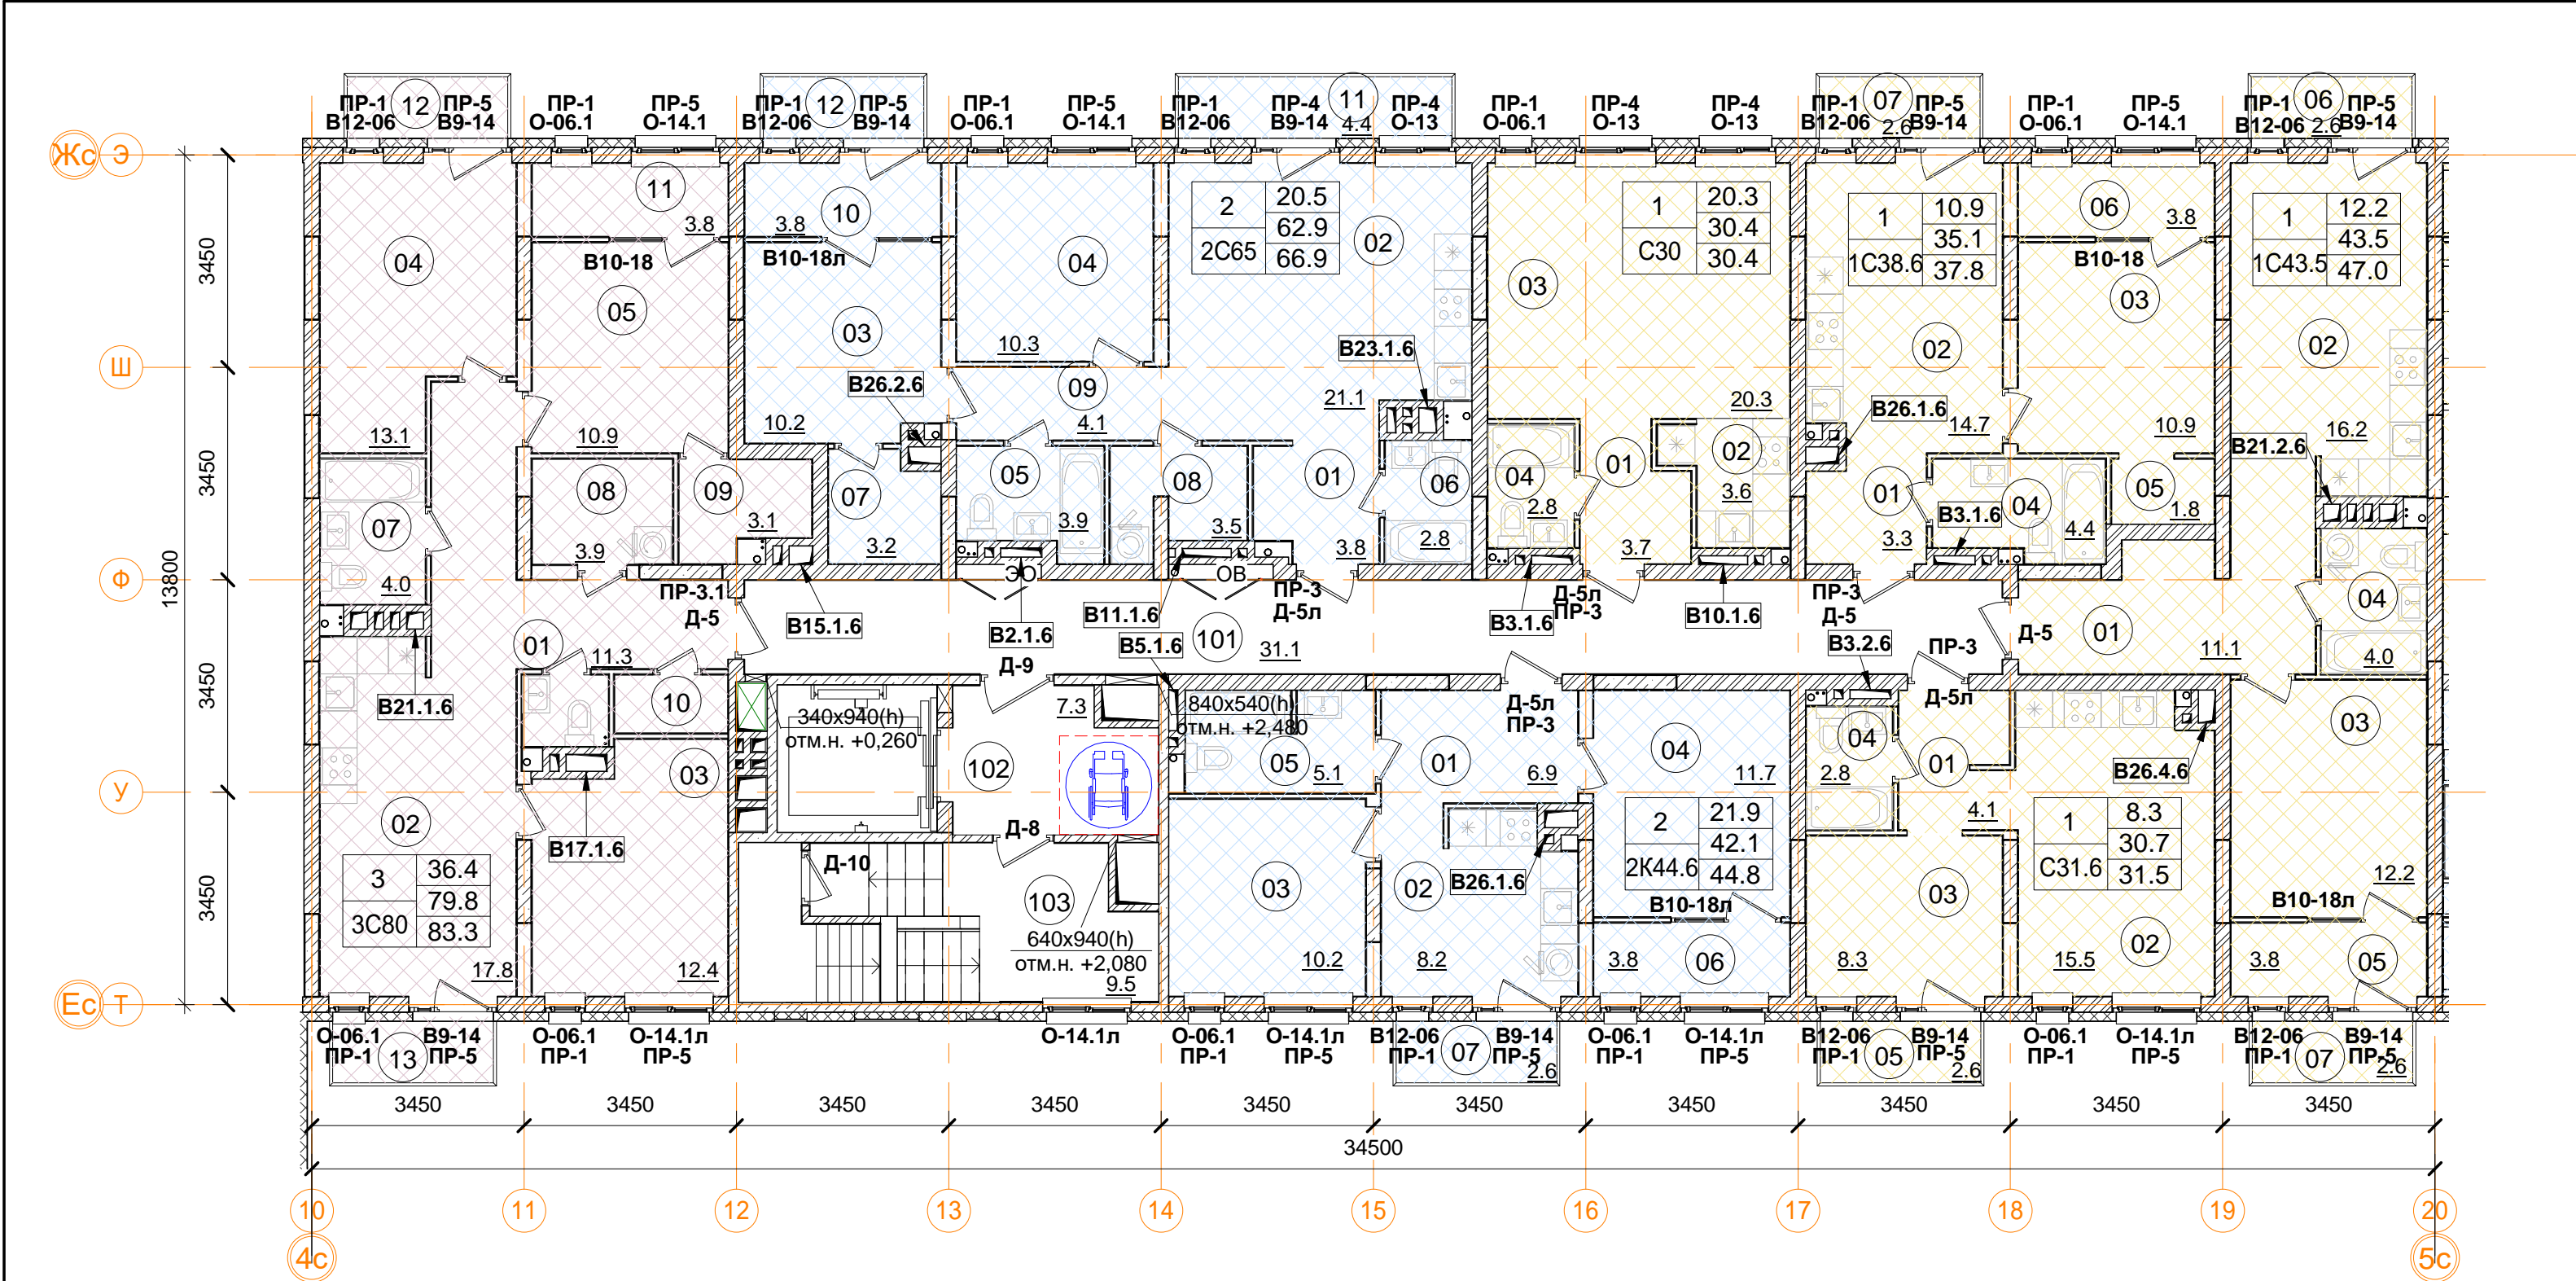 12
12
11
4.4
07
2.6
06
2.6
ПР-1 ПР-5 ПР-1 ПР-5 ПР-1 ПР-5 ПР-1 ПР-5 ПР-1 ПР-4 ПР-4 ПР-1 ПР-4 ПР-4 ПР-1 ПР-5 ПР-1 ПР-5 ПР-1 ПР-5
В12-06 В9-14 О-06.1 О-14.1 В12-06 В9-14 О-06.1 О-14.1 В12-06 В9-14 О-13 О-06.1 О-13 О-13 В12-06 В9-14 О-06.1 О-14.1 В12-06 В9-14
Жс Э
Ш
Ф
У
Ес Т
3450
3450
3450
3450
13800
04
13.1
11
3.8
В10-18
05
10.9
08
3.9
09
3.1
07
4.0
01
11.3
10
В21.1.6
02
17.8
03
12.4
В17.1.6
3 36.4
79.8
3С80 83.3
В15.1.6
ПР-3.1
Д-5
10
3.8
В10-18л
03
10.2
В26.2.6
07
3.2
04
10.3
09
4.1
05
3.9
08
3.5
2 20.5
62.9
2С65 66.9
02
21.1
В23.1.6
01
3.8
06
2.8
ЭО
ОВ
В2.1.6
В11.1.6
В5.1.6
ПР-3
Д-5л
1 20.3
30.4
С30 30.4
03
20.3
02
3.6
01
3.7
04
2.8
В3.1.6
Д-5л
ПР-3
В10.1.6
1 10.9
35.1
1С38.6 37.8
02
14.7
В26.1.6
01
3.3
04
4.4
В3.1.6
05
1.8
06
3.8
В10-18
03
10.9
ПР-3
Д-5
1 12.2
43.5
1С43.5 47.0
02
16.2
В21.2.6
04
4.0
01
11.1
Д-5
03
12.2
В10-18л
05
3.8
101
31.1
Д-9
7.3
340х940(h)
отм.н. +0,260
102
Д-8
Д-10
103
640х940(h)
отм.н. +2,080
9.5
840х540(h)
отм.н. +2,480
05
5.1
01
6.9
Д-5л
ПР-3
04
11.7
03
10.2
02
8.2
В26.1.6
2 21.9
42.1
2К44.6 44.8
В10-18л
06
3.8
В3.2.6
ПР-3
Д-5л
04
2.8
01
4.1
03
8.3
В26.4.6
1 8.3
30.7
С31.6 31.5
02
15.5
О-06.1 В9-14 О-06.1 О-14.1л О-14.1л О-06.1 О-14.1л В12-06 В9-14 О-06.1 О-14.1л В12-06 В9-14 О-06.1 О-14.1л В12-06 В9-14
ПР-1 ПР-5 ПР-1 ПР-5 ПР-1 ПР-5 ПР-1 ПР-5 ПР-1 ПР-5 ПР-1 ПР-5 ПР-1 ПР-5 ПР-1 ПР-5
13
07
2.6
05
2.6
07
2.6
3450 3450 3450 3450 3450 3450 3450 3450 3450 3450
34500
10 11 12 13 14 15 16 17 18 19 20
4с 5с